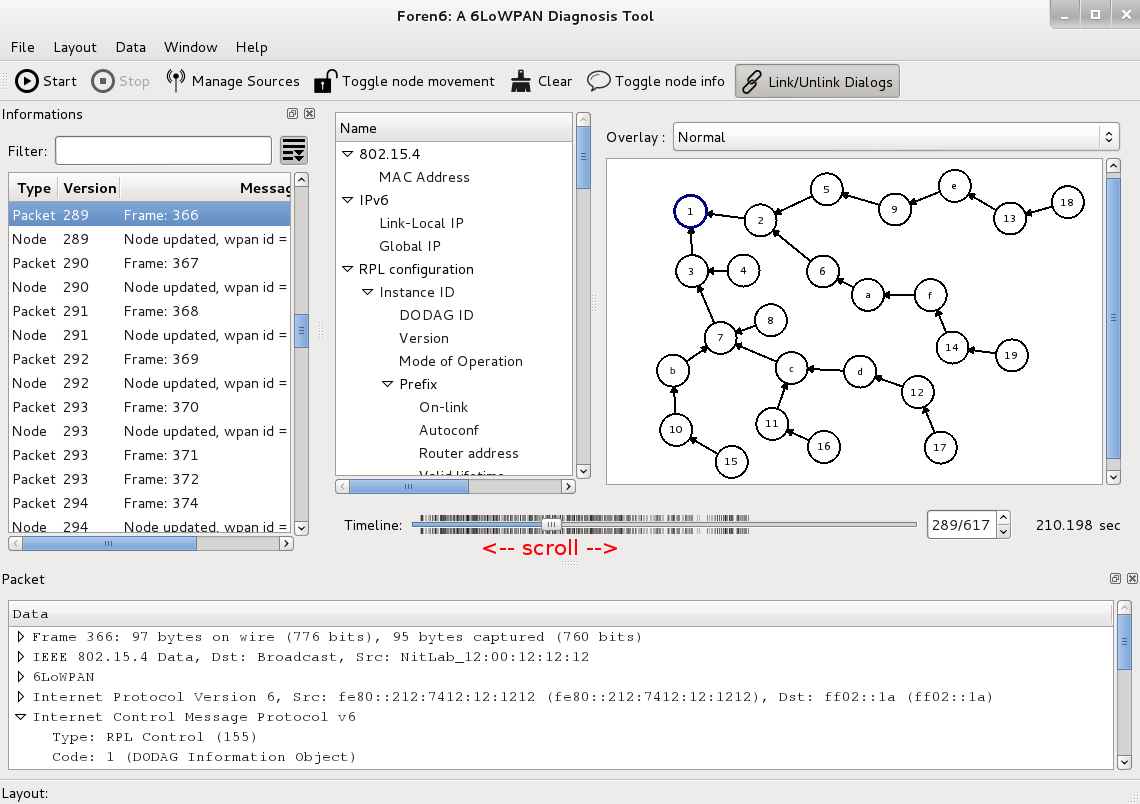 Foren6: A 6LoWPAN Diagnosis Tool
File Layout Data Window Help
Start Stop Manage Sources Toggle node movement Clear Toggle node info Link/Unlink Dialogs
Informations
Filter:
Type Version Messag
Packet 289 Frame: 366
Node 289 Node updated, wpan id =
Packet 290 Frame: 367
Node 290 Node updated, wpan id =
Packet 291 Frame: 368
Node 291 Node updated, wpan id =
Packet 292 Frame: 369
Node 292 Node updated, wpan id =
Packet 293 Frame: 370
Node 293 Node updated, wpan id =
Packet 293 Frame: 371
Packet 293 Frame: 372
Packet 294 Frame: 374
Node 294 Node updated, wpan id =
Name
802.15.4
MAC Address
IPv6
Link-Local IP
Global IP
RPL configuration
Instance ID
DODAG ID
Version
Mode of Operation
Prefix
On-link
Autoconf
Router address
Valid lifetime
Overlay : Normal
1
2
5
9
e
13
18
3
4
6
a
f
14
19
7
8
b
c
d
12
10
11
16
17
15
Timeline: 289/617 210.198 sec
<-- scroll -->
Packet
Data
Frame 366: 97 bytes on wire (776 bits), 95 bytes captured (760 bits)
IEEE 802.15.4 Data, Dst: Broadcast, Src: NitLab_12:00:12:12:12
6LoWPAN
Internet Protocol Version 6, Src: fe80::212:7412:12:1212 (fe80::212:7412:12:1212), Dst: ff02::1a (ff02::1a)
Internet Control Message Protocol v6
Type: RPL Control (155)
Code: 1 (DODAG Information Object)
Layout: